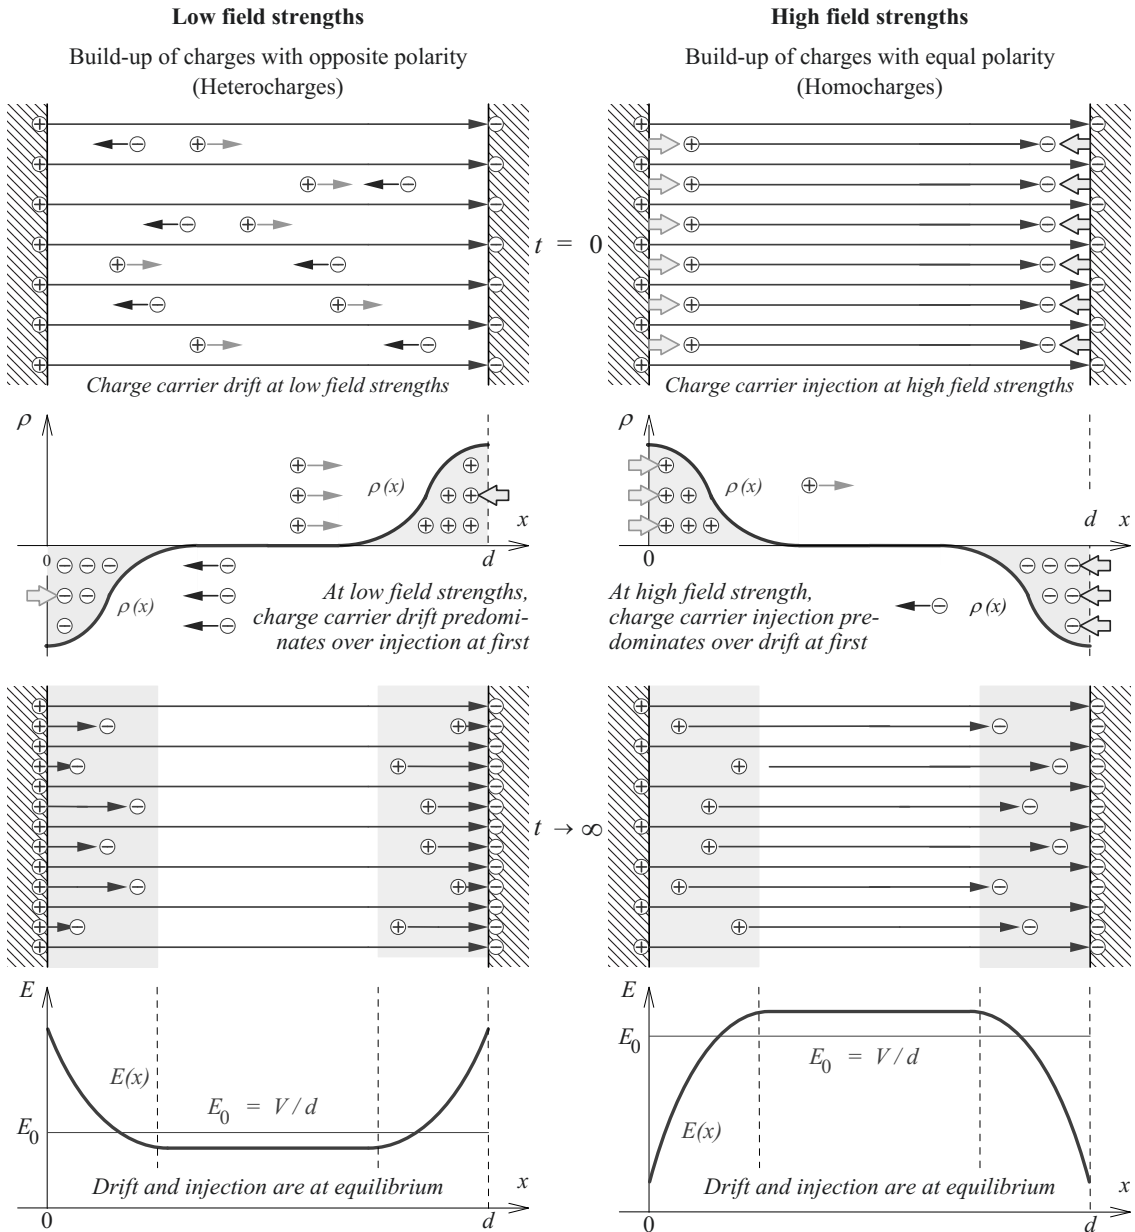 Low field strengths
Build-up of charges with opposite polarity
(Heterocharges)
High field strengths
Build-up of charges with equal polarity
(Homocharges)
t = 0
Charge carrier drift at low field strengths
Charge carrier injection at high field strengths
ρ
ρ(x)
x
0
d
ρ(x)
At low field strengths,
charge carrier drift predomi-
nates over injection at first
ρ
ρ(x)
d
x
0
At high field strength,
charge carrier injection pre-
dominates over drift at first
ρ(x)
t → ∞
E
E(x)
E₀ = V/d
E₀
Drift and injection are at equilibrium
x
0
d
E
E₀
E₀ = V/d
E(x)
Drift and injection are at equilibrium
x
0
d